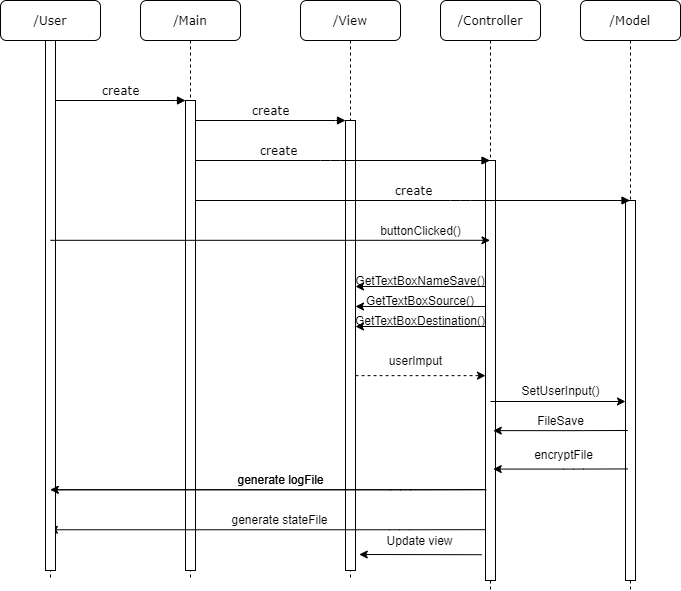 /User
/Main
/View
/Controller
/Model
create
create
create
create
buttonClicked()
GetTextBoxNameSave()
GetTextBoxSource()
GetTextBoxDestination()
userImput
SetUserInput()
FileSave
encryptFile
generate logFile
generate stateFile
Update view